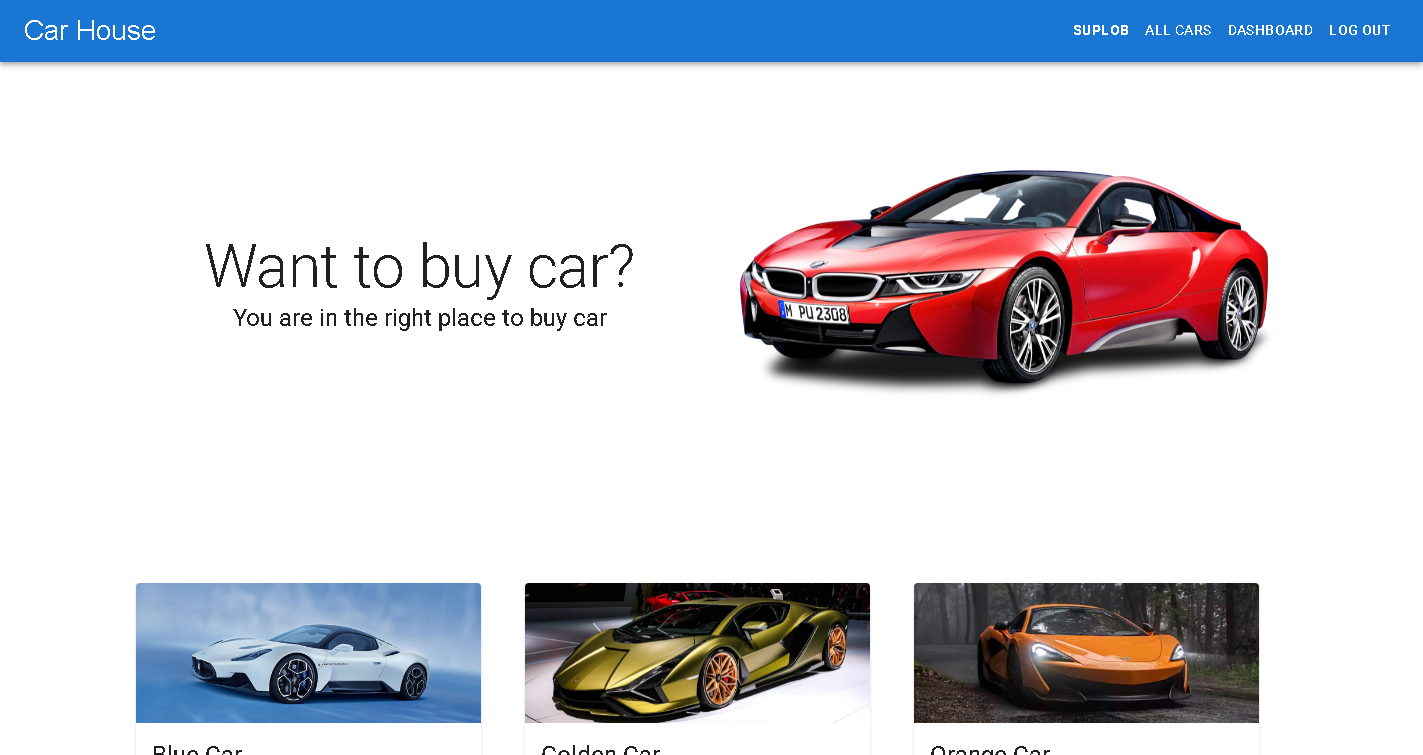 Car House
SUPLOB ALL CARS DASHBOARD LOG OUT
Want to buy car?
You are in the right place to buy car
M PU 2308
Blue Car
Golden Car
Orange Car